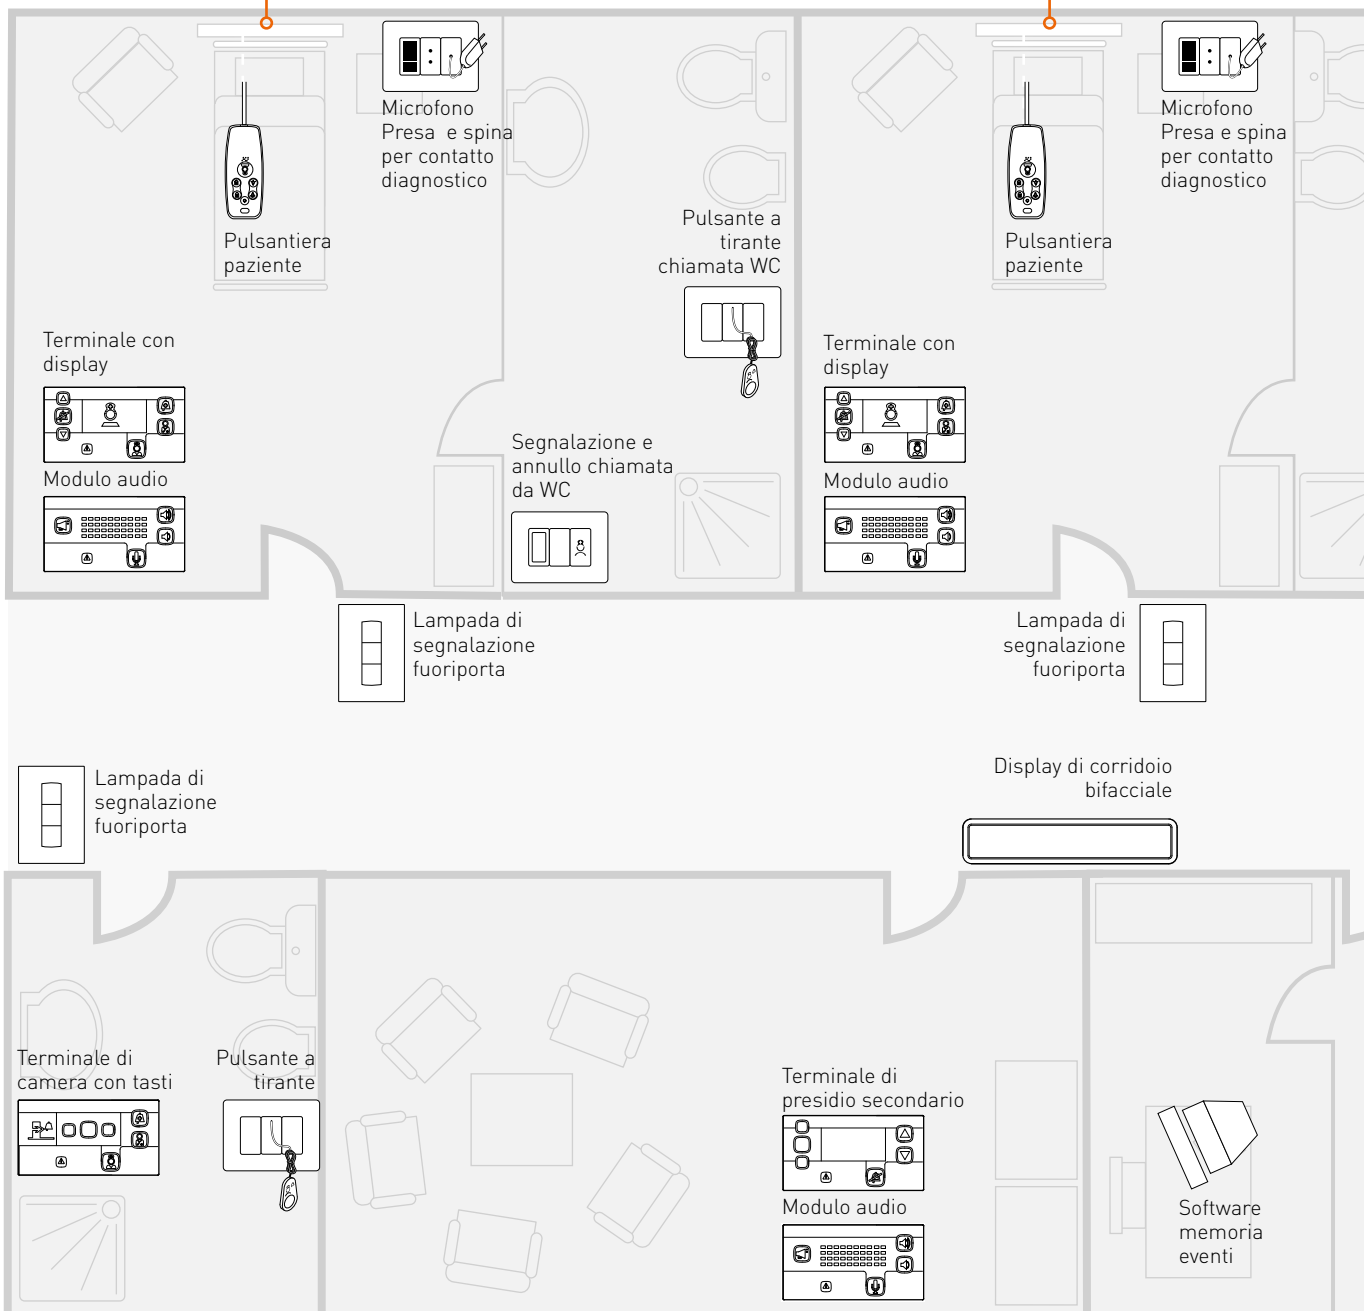 Microfono
Presa e spina
per contatto
diagnostico
Pulsantiera
paziente
Pulsante a
tirante
chiamata WC
Terminale con
display
Modulo audio
Segnalazione e
annullo chiamata
da WC
Microfono
Presa e spina
per contatto
diagnostico
Pulsantiera
paziente
Terminale con
display
Modulo audio
Lampada di
segnalazione
fuoriporta
Lampada di
segnalazione
fuoriporta
Lampada di
segnalazione
fuoriporta
Display di corridoio
bifacciale
Terminale di
camera con tasti
Pulsante a
tirante
Terminale di
presidio secondario
Modulo audio
Software
memoria
eventi